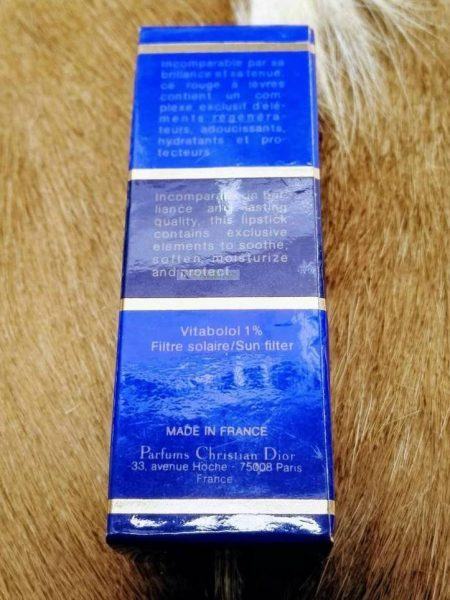 Incomparable par sa
brillance et sa tenue,
ce rouge à lèvres
contient un com-
plexe exclusif d'élé-
ments régénéra-
teurs, adoucissants,
hydratants et pro-
tecteurs.
Incomparable in bril-
liance and lasting
quality, this lipstick
contains exclusive
elements to soothe,
soften, moisturize
and protect.
Vitabolol 1%
Filtre solaire/Sun filter
MADE IN FRANCE
Parfums Christian Dior
33, avenue Hoche - 75008 Paris
France